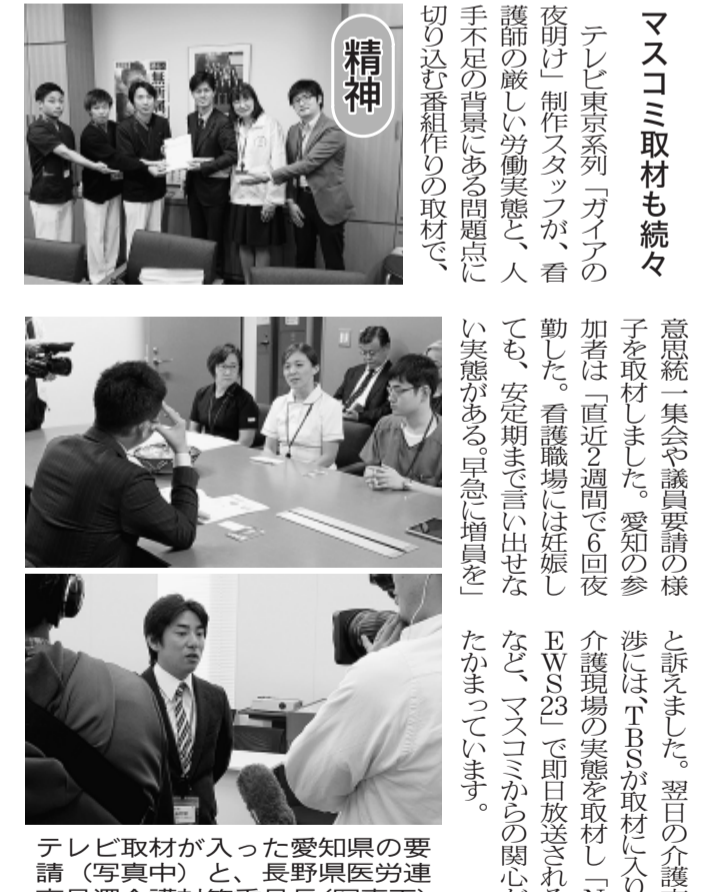 マスコミ取材も続々
テレビ東京系列「ガイアの
夜明け」制作スタッフが、看
護師の厳しい労働実態と、人
手不足の背景にある問題点に
切り込む番組作りの取材で、
意思統一集会や議員要請の様
子を取材しました。愛知の参
加者は「直近2週間で6回夜
勤した。看護職場には妊娠し
ても、安定期まで言い出せな
い実態がある。早急に増員を」
と訴えました。翌日の介護
渉には、TBSが取材に入り
介護現場の実態を取材し「N
EWS23」で即日放送される
など、マスコミからの関心が
たかまっています。
精神
テレビ取材が入った愛知県の要
請（写真中）と、長野県医労連